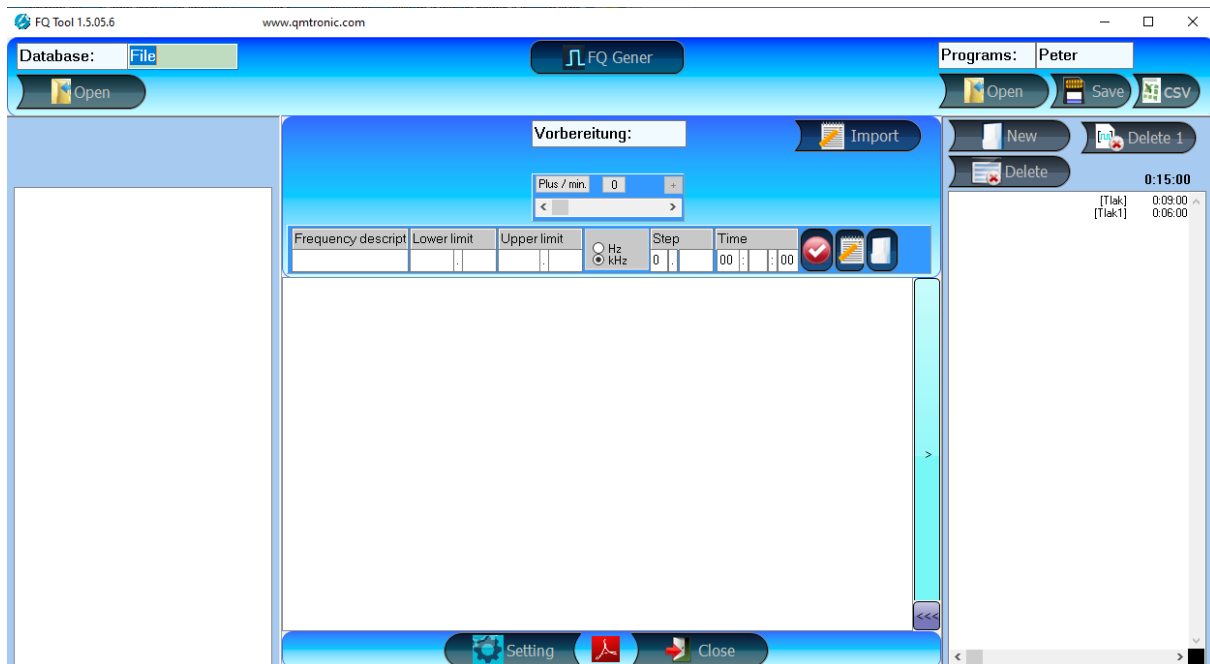 FQ Tool 1.5.05.6 www.qmtronic.com
Database: File
FQ Gener
Programs: Peter
Open
Open Save CSV
Vorbereitung:
Import
New Delete 1
Delete
0:15:00
Plus / min. 0 +
< >
[Tlak] 0:09:00
[Tlak1] 0:06:00
Frequency descript Lower limit Upper limit Hz kHz Step Time
. . 0 . 00 : : 00
>
<<<
Setting Close
< >